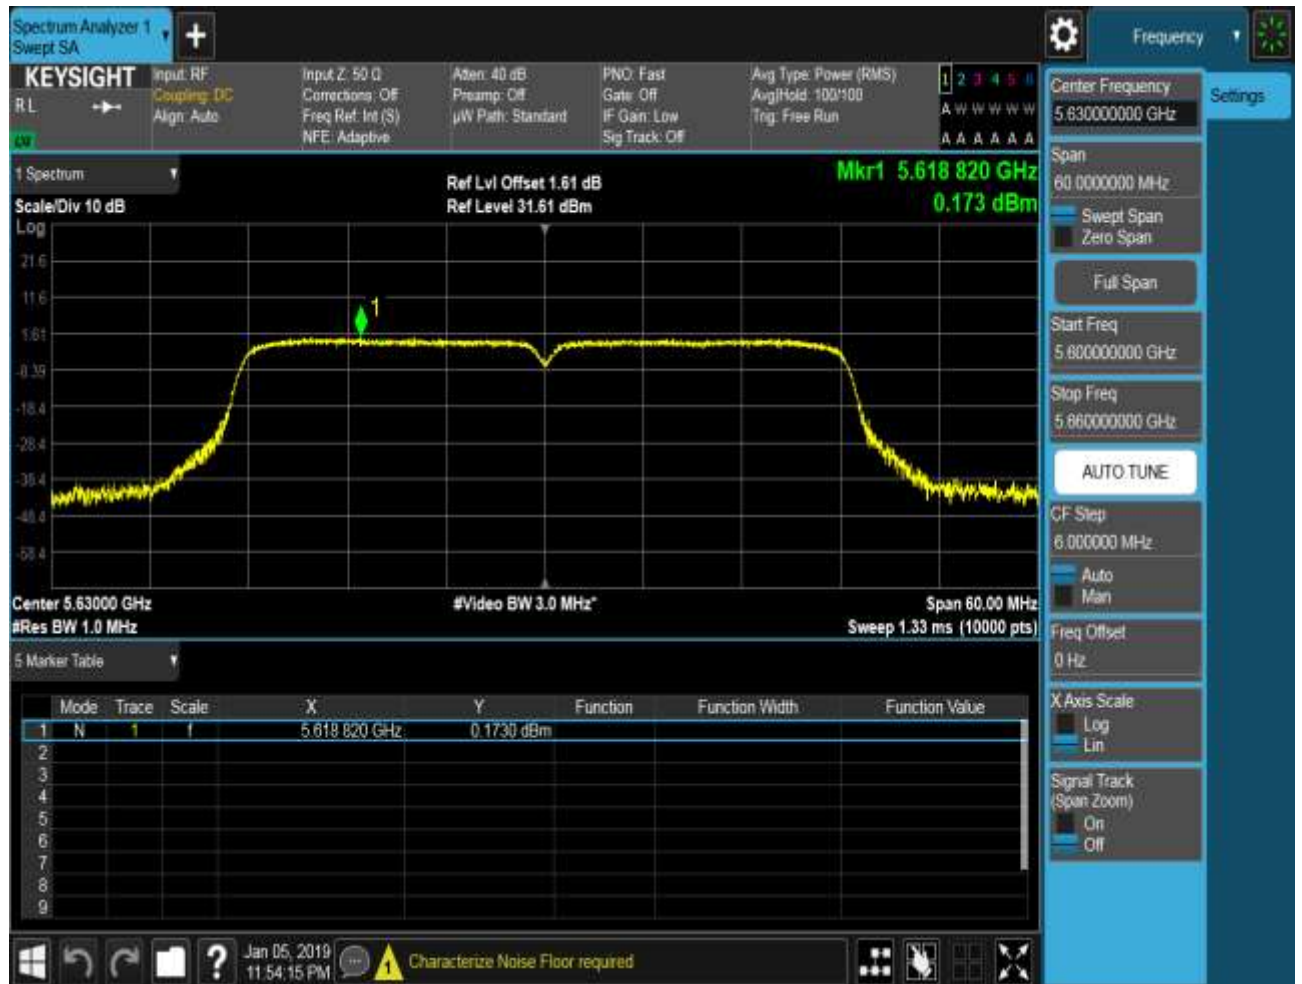 Spectrum Analyzer 1
Swept SA
Frequency
KEYSIGHT
RL
Input: RF
Coupling: DC
Align: Auto
Input Z: 50 Ω
Corrections: Off
Freq Ref: Int (S)
NFE: Adaptive
Atten: 40 dB
Preamp: Off
µW Path: Standard
PNO: Fast
Gate: Off
IF Gain: Low
Sig Track: Off
Avg Type: Power (RMS)
Avg|Hold: 100/100
Trig: Free Run
1 2 3 4 5 6
A W W W W W
A A A A A A
Center Frequency
5.630000000 GHz
Settings
Span
60.0000000 MHz
Swept Span
Zero Span
Full Span
Start Freq
5.600000000 GHz
Stop Freq
5.660000000 GHz
AUTO TUNE
CF Step
6.000000 MHz
Auto
Man
Freq Offset
0 Hz
X Axis Scale
Log
Lin
Signal Track
(Span Zoom)
On
Off
1 Spectrum
Scale/Div 10 dB
Ref Lvl Offset 1.61 dB
Ref Level 31.61 dBm
Mkr1 5.618 820 GHz
0.173 dBm
Log
21.6
11.6
1.61
-8.39
-18.4
-28.4
-38.4
-48.4
-58.4
1
Center 5.63000 GHz
#Res BW 1.0 MHz
#Video BW 3.0 MHz*
Span 60.00 MHz
Sweep 1.33 ms (10000 pts)
5 Marker Table
Mode Trace Scale X Y Function Function Width Function Value
1 N 1 f 5.618 820 GHz 0.1730 dBm
2
3
4
5
6
7
8
9
Jan 05, 2019
11:54:15 PM
Characterize Noise Floor required